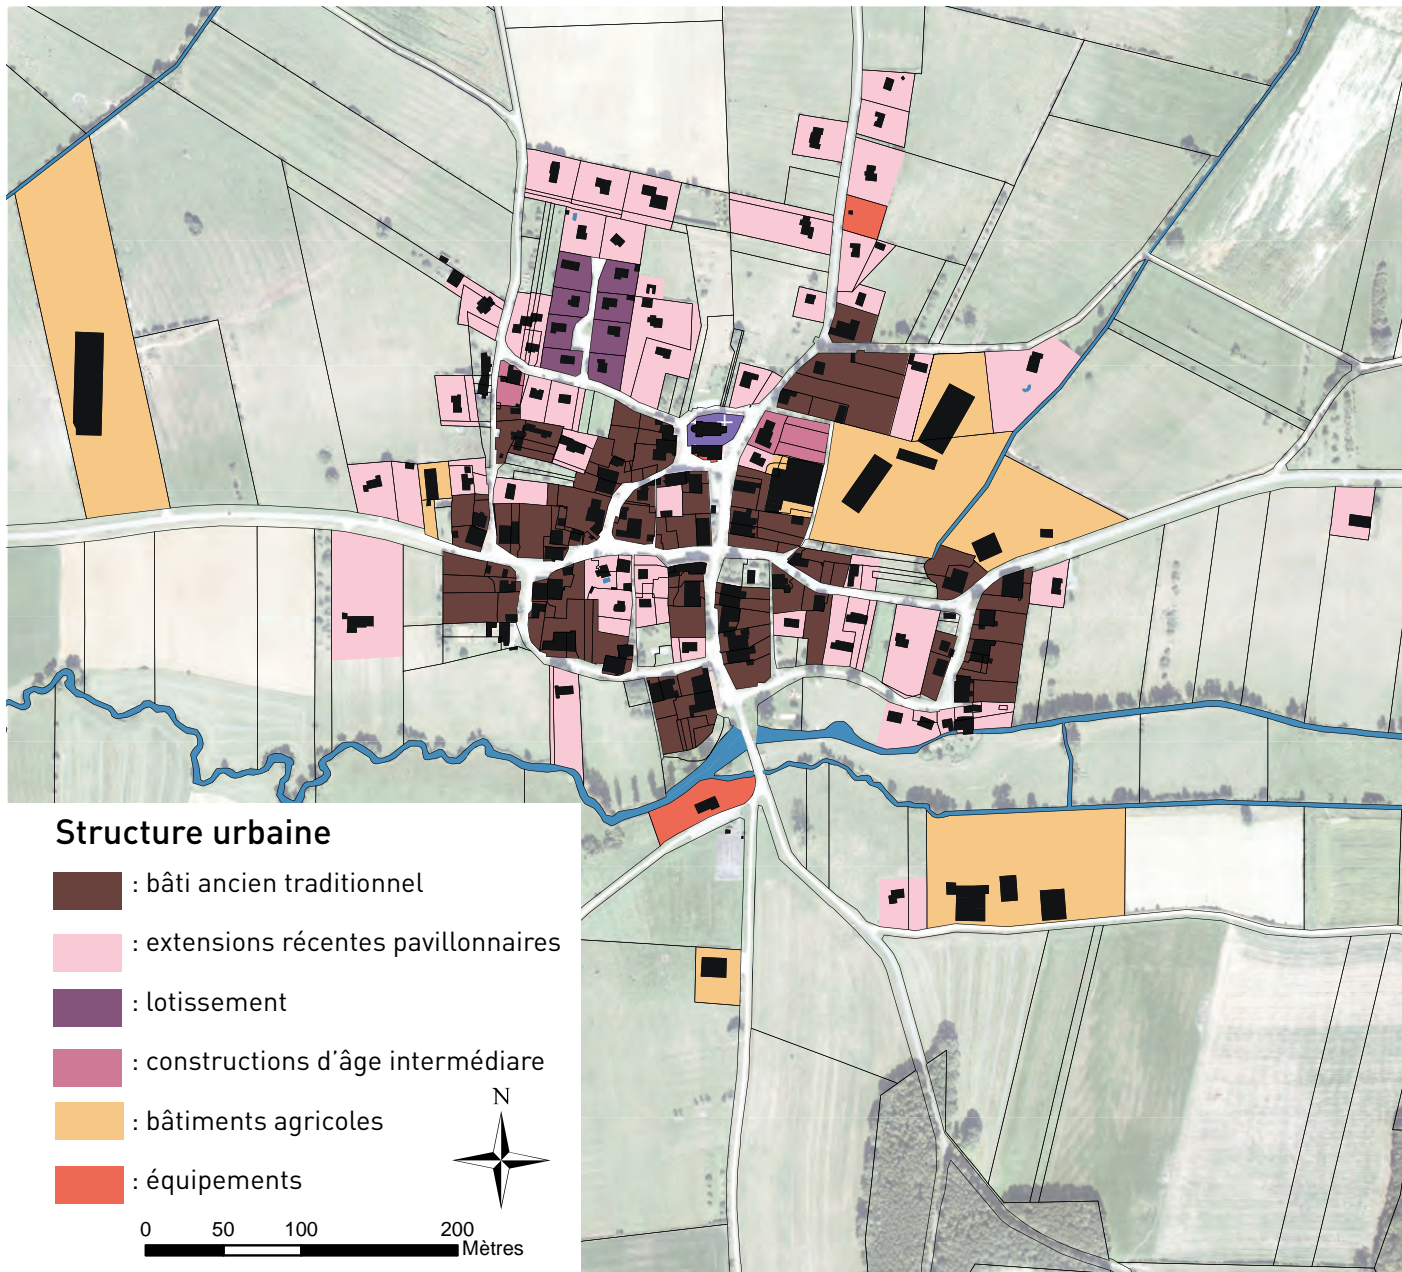 Structure urbaine
: bâti ancien traditionnel
: extensions récentes pavillonnaires
: lotissement
: constructions d'âge intermédiare
: bâtiments agricoles
: équipements
N
0 50 100 200
Mètres